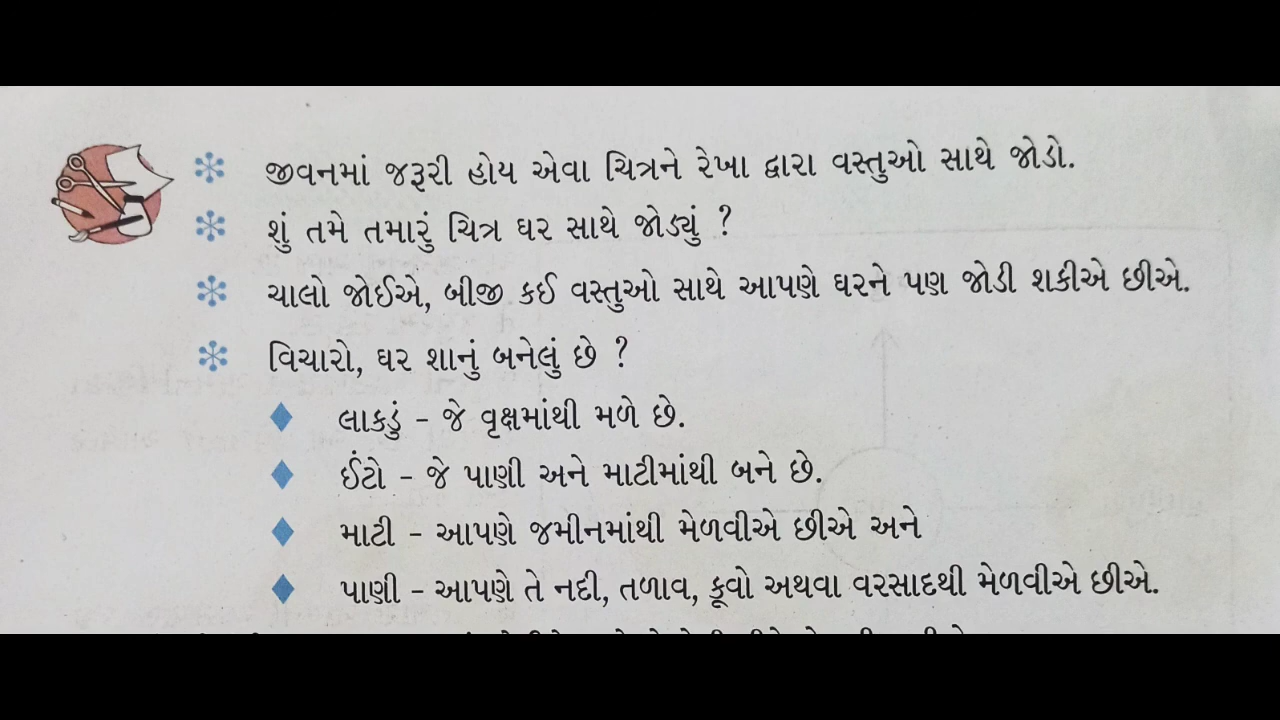 જીવનમાં જરૂરી હોય એવા ચિત્રને રેખા દ્વારા વસ્તુઓ સાથે જોડો.
શું તમે તમારું ચિત્ર ઘર સાથે જોડ્યું ?
ચાલો જોઈએ, બીજી કઈ વસ્તુઓ સાથે આપણે ઘરને પણ જોડી શકીએ છીએ.
વિચારો, ઘર શાનું બનેલું છે ?
લાકડું - જે વૃક્ષમાંથી મળે છે.
ઈંટો - જે પાણી અને માટીમાંથી બને છે.
માટી - આપણે જમીનમાંથી મેળવીએ છીએ અને
પાણી - આપણે તે નદી, તળાવ, કૂવો અથવા વરસાદથી મેળવીએ છીએ.